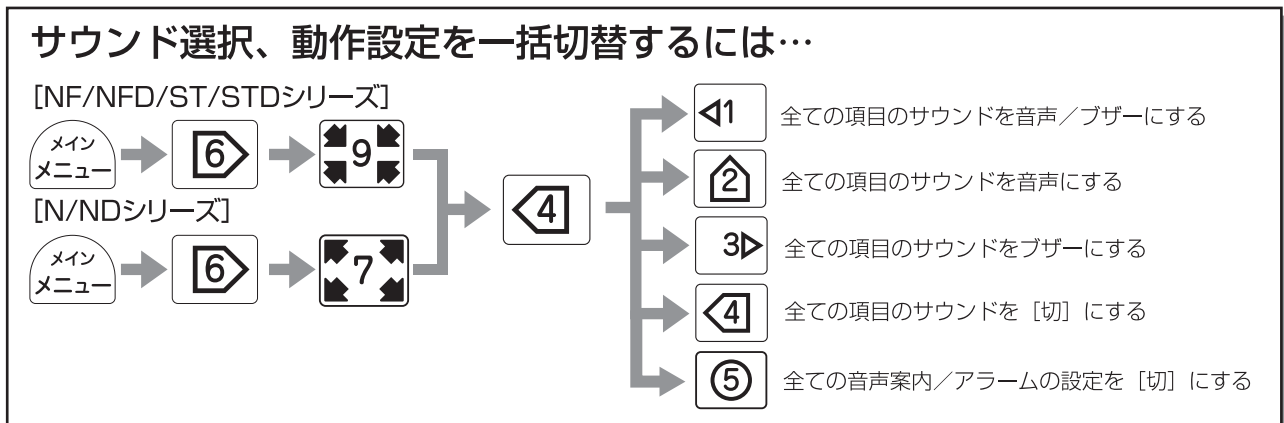 サウンド選択、動作設定を一括切替するには…
[NF/NFD/ST/STDシリーズ]
メイン
メニュー
6
9
[N/NDシリーズ]
メイン
メニュー
6
7
4
1 全ての項目のサウンドを音声／ブザーにする
2 全ての項目のサウンドを音声にする
3 全ての項目のサウンドをブザーにする
4 全ての項目のサウンドを［切］にする
5 全ての音声案内／アラームの設定を［切］にする